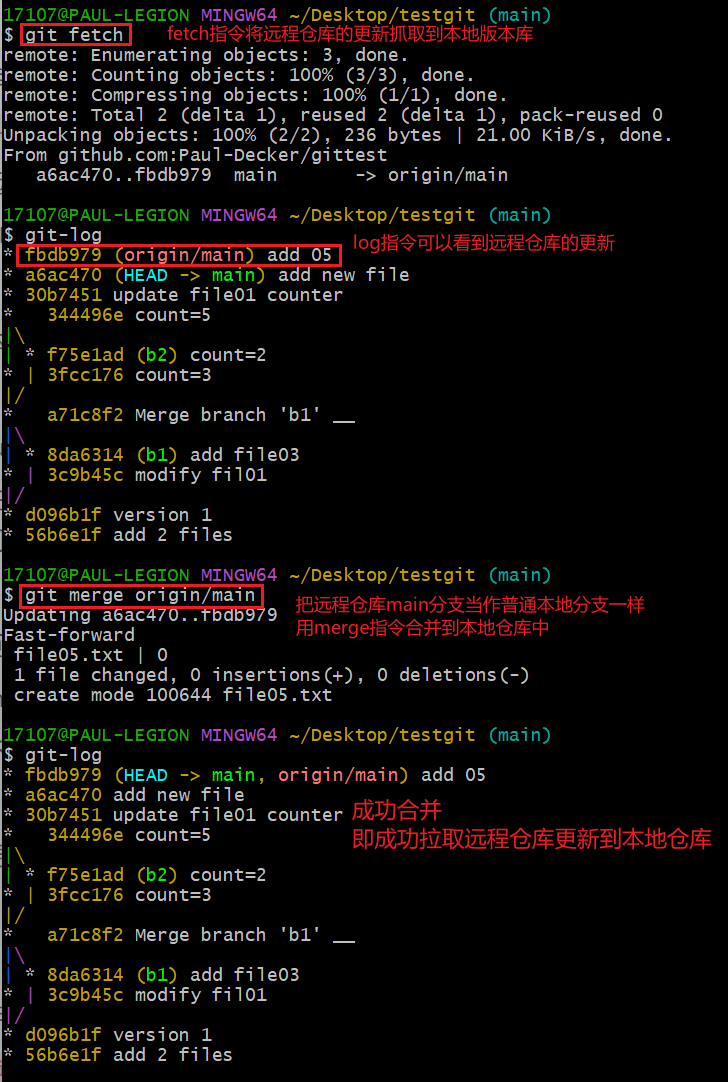 17107@PAUL-LEGION MINGW64 ~/Desktop/testgit (main)
$ git fetch fetch指令将远程仓库的更新抓取到本地版本库
remote: Enumerating objects: 3, done.
remote: Counting objects: 100% (3/3), done.
remote: Compressing objects: 100% (1/1), done.
remote: Total 2 (delta 1), reused 2 (delta 1), pack-reused 0
Unpacking objects: 100% (2/2), 236 bytes | 21.00 KiB/s, done.
From github.com:Paul-Decker/gittest
   a6ac470..fbdb979  main       -> origin/main
17107@PAUL-LEGION MINGW64 ~/Desktop/testgit (main)
$ git-log
* fbdb979 (origin/main) add 05 log指令可以看到远程仓库的更新
* a6ac470 (HEAD -> main) add new file
* 30b7451 update file01 counter
*   344496e count=5
|\
| * f75e1ad (b2) count=2
* | 3fcc176 count=3
|/
*   a71c8f2 Merge branch 'b1' __
|\
| * 8da6314 (b1) add file03
* | 3c9b45c modify fil01
|/
* d096b1f version 1
* 56b6e1f add 2 files
17107@PAUL-LEGION MINGW64 ~/Desktop/testgit (main)
$ git merge origin/main 把远程仓库main分支当作普通本地分支一样
Updating a6ac470..fbdb979 用merge指令合并到本地仓库中
Fast-forward
 file05.txt | 0
 1 file changed, 0 insertions(+), 0 deletions(-)
 create mode 100644 file05.txt
17107@PAUL-LEGION MINGW64 ~/Desktop/testgit (main)
$ git-log
* fbdb979 (HEAD -> main, origin/main) add 05
* a6ac470 add new file
* 30b7451 update file01 counter 成功合并
*   344496e count=5 即成功拉取远程仓库更新到本地仓库
|\
| * f75e1ad (b2) count=2
* | 3fcc176 count=3
|/
*   a71c8f2 Merge branch 'b1' __
|\
| * 8da6314 (b1) add file03
* | 3c9b45c modify fil01
|/
* d096b1f version 1
* 56b6e1f add 2 files